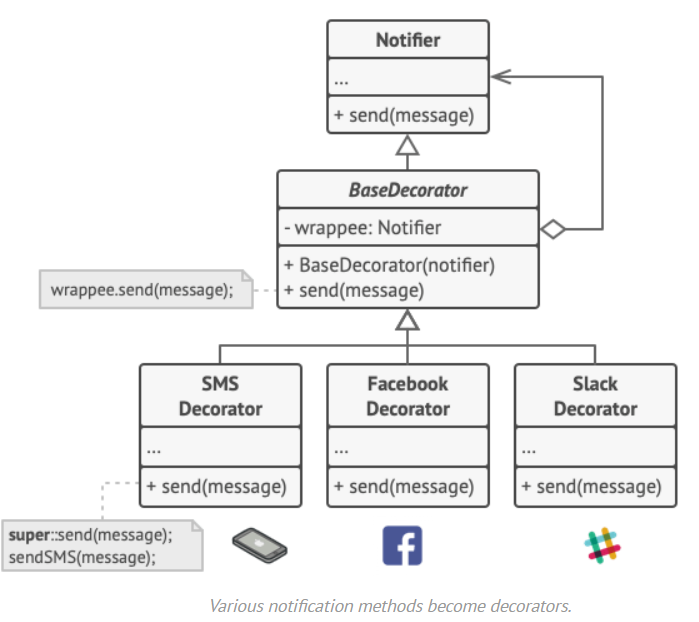 Notifier
...
+ send(message)
BaseDecorator
- wrappee: Notifier
+ BaseDecorator(notifier)
+ send(message)
wrappee.send(message);
SMS
Decorator
...
+ send(message)
Facebook
Decorator
...
+ send(message)
Slack
Decorator
...
+ send(message)
super::send(message);
sendSMS(message);
f
Various notification methods become decorators.